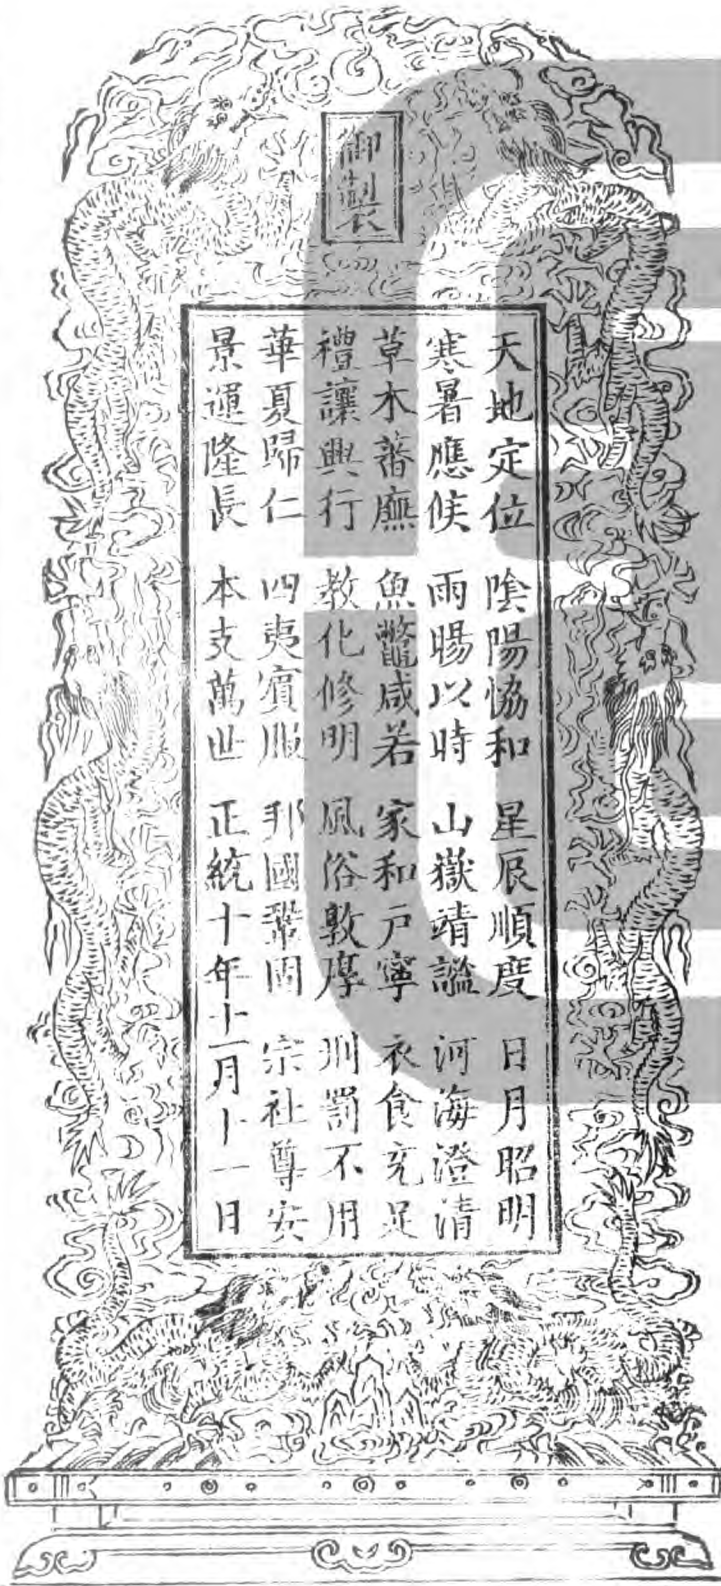 御製
天地定位 陰陽恊和 星辰順度 日月昭明
寒暑應候 雨暘以時 山嶽靖謐 河海澄清
草木蕃廡 魚鼈咸若 家和戸寧 衣食充足
禮讓興行 教化修明 風俗敦厚 刑罰不用
華夏歸仁 四夷賓服 邦國鞏固 宗社尊安
景運隆長 本支萬世 正統十年十一月十一日